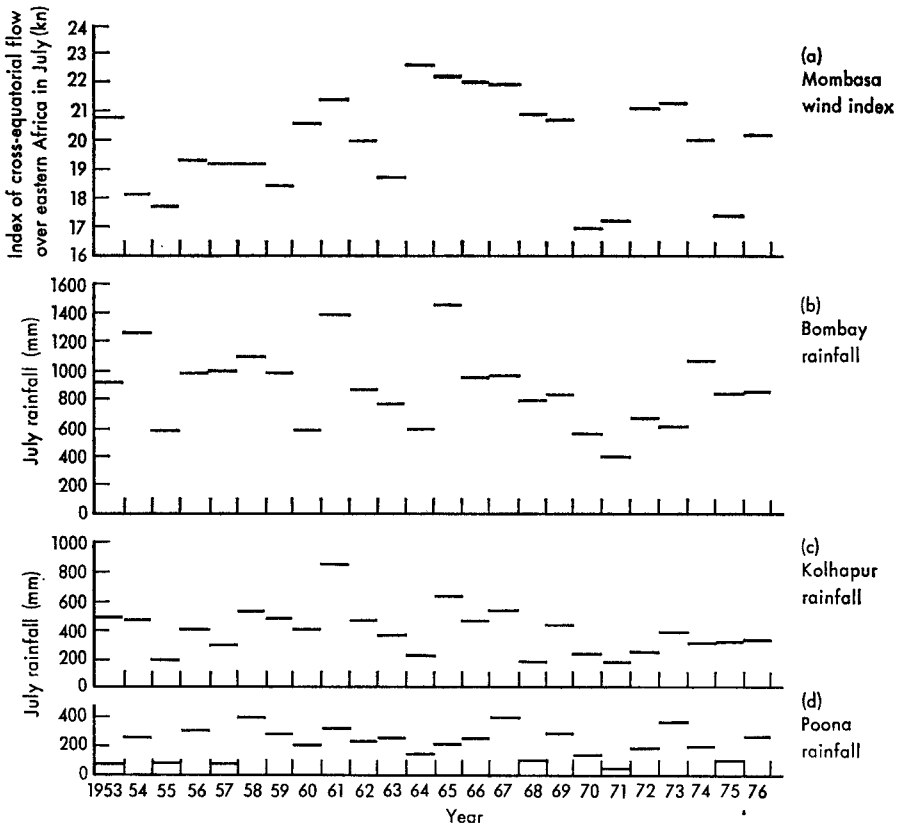 Index of cross-equatorial flow
over eastern Africa in July (kn)
24
23
22
21
20
19
18
17
16
(a)
Mombasa
wind index
July rainfall (mm)
1600
1400
1200
1000
800
600
400
200
0
(b)
Bombay
rainfall
July rainfall (mm)
1000
800
600
400
200
0
(c)
Kolhapur
rainfall
400
200
0
(d)
Poona
rainfall
1953 54 55 56 57 58 59 60 61 62 63 64 65 66 67 68 69 70 71 72 73 74 75 76
Year